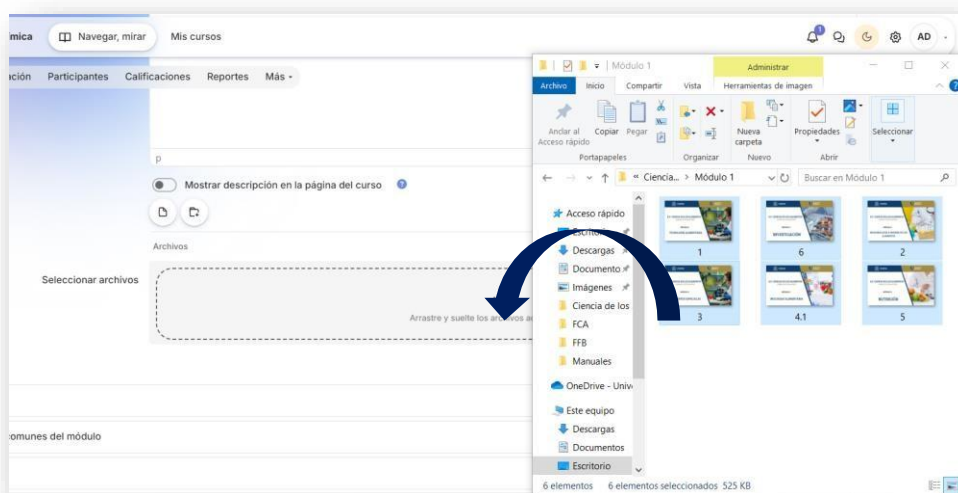 mica
Navegar, mirar
Mis cursos
1
AD
ción
Participantes
Calificaciones
Reportes
Más
p
Mostrar descripción en la página del curso
Archivos
Seleccionar archivos
Arrastre y suelte los archivos a
omunes del módulo
Módulo 1
Administrar
Archivo
Inicio
Compartir
Vista
Herramientas de imagen
Anclar al
Acceso rápido
Copiar
Pegar
Nueva
carpeta
Propiedades
Seleccionar
Portapapeles
Organizar
Nuevo
Abrir
« Ciencia... > Módulo 1
Buscar en Módulo 1
Acceso rápido
Escritorio
Descargas
Documento
Imágenes
Ciencia de los
FCA
FFB
Manuales
OneDrive - Unive
Este equipo
Descargas
Documentos
Escritorio
1
6
2
INVESTIGACIÓN
3
4.1
5
6 elementos
6 elementos seleccionados 525 KB